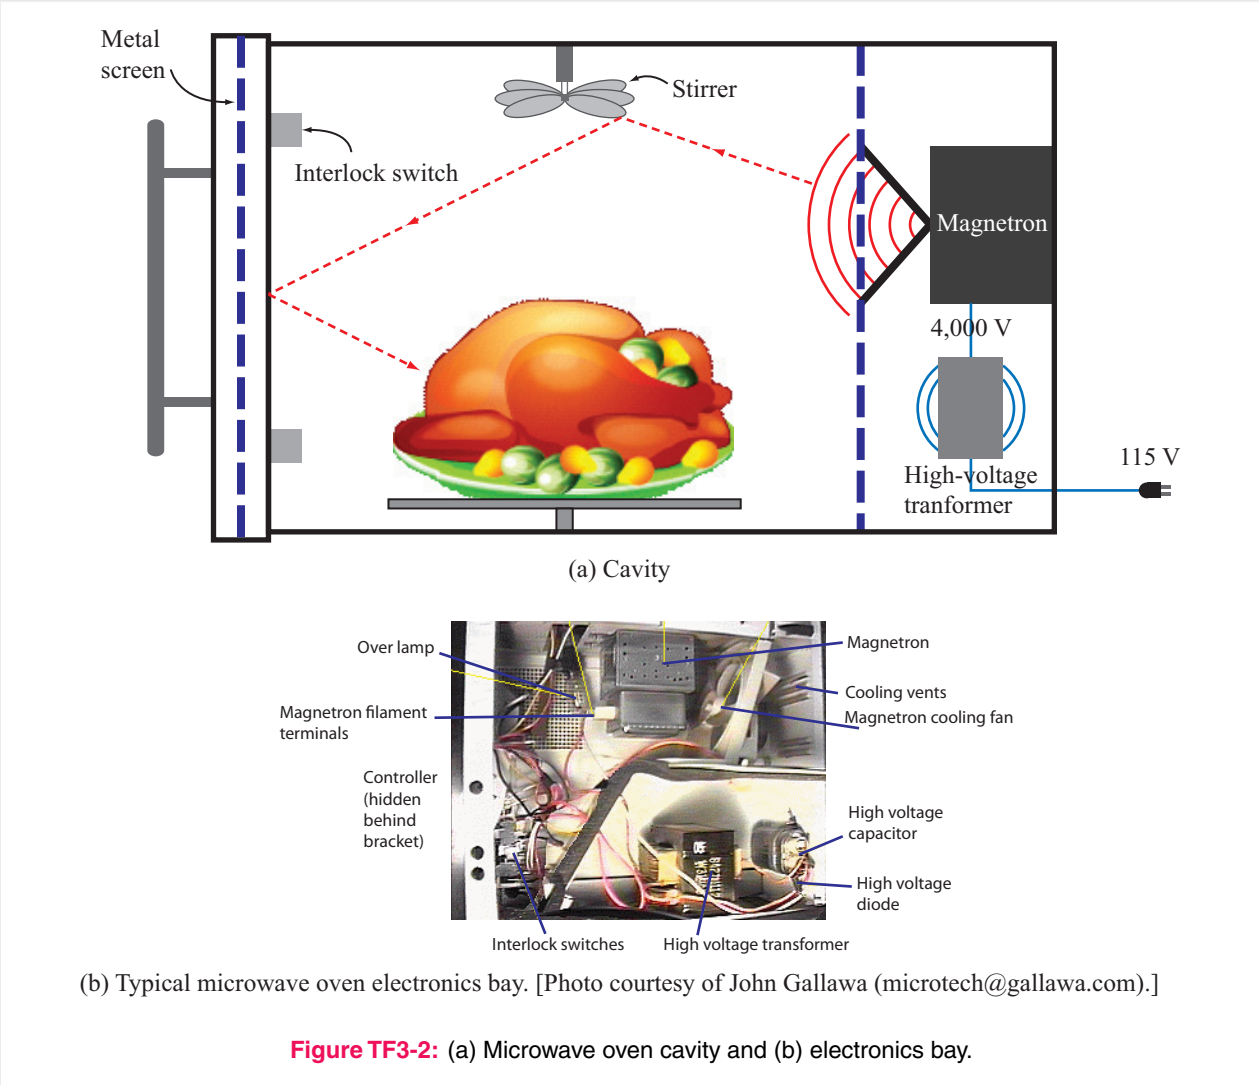 Metal
screen
Stirrer
Interlock switch
Magnetron
4,000 V
115 V
High-voltage
tranformer
(a) Cavity
Over lamp
Magnetron
Magnetron filament
terminals
Cooling vents
Magnetron cooling fan
Controller
(hidden
behind
bracket)
High voltage
capacitor
High voltage
diode
Interlock switches
High voltage transformer
(b) Typical microwave oven electronics bay. [Photo courtesy of John Gallawa (microtech@gallawa.com).]
Figure TF3-2: (a) Microwave oven cavity and (b) electronics bay.